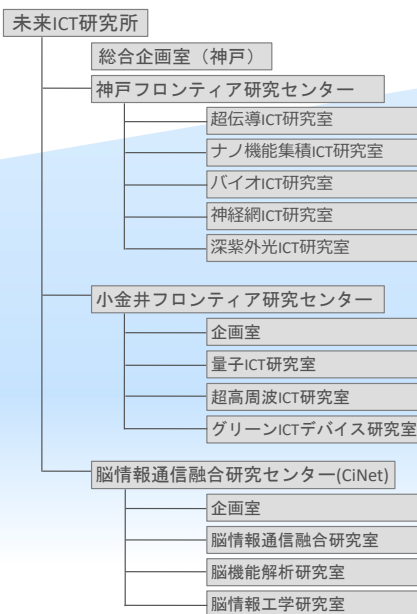 未来ICT研究所
総合企画室（神戸）
神戸フロンティア研究センター
超伝導ICT研究室
ナノ機能集積ICT研究室
バイオICT研究室
神経網ICT研究室
深紫外光ICT研究室
小金井フロンティア研究センター
企画室
量子ICT研究室
超高周波ICT研究室
グリーンICTデバイス研究室
脳情報通信融合研究センター(CiNet)
企画室
脳情報通信融合研究室
脳機能解析研究室
脳情報工学研究室